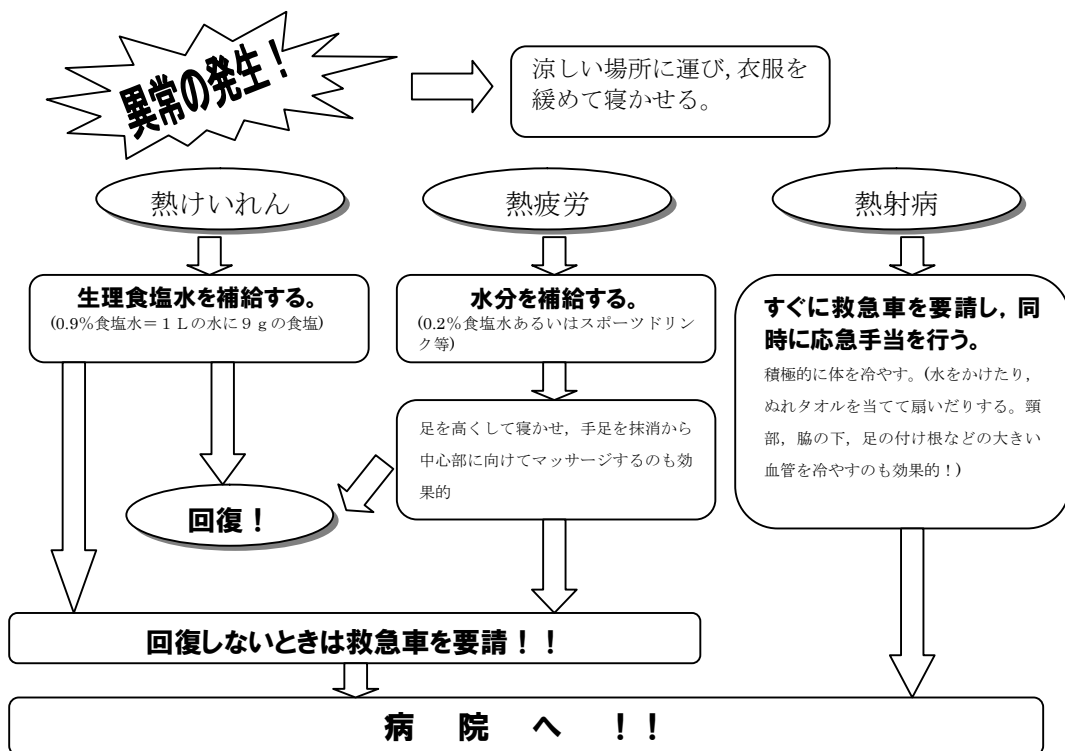 異常の発生！
涼しい場所に運び，衣服を
緩めて寝かせる。
熱けいれん
熱疲労
熱射病
生理食塩水を補給する。
(0.9%食塩水＝１Ｌの水に９ｇの食塩)
水分を補給する。
(0.2%食塩水あるいはスポーツドリン
ク等)
すぐに救急車を要請し，同
時に応急手当を行う。
積極的に体を冷やす。(水をかけたり，
ぬれタオルを当てて扇いだりする。頸
部，脇の下，足の付け根などの大きい
血管を冷やすのも効果的！)
足を高くして寝かせ，手足を抹消から
中心部に向けてマッサージするのも効
果的
回復！
回復しないときは救急車を要請！！
病　院　へ　！！